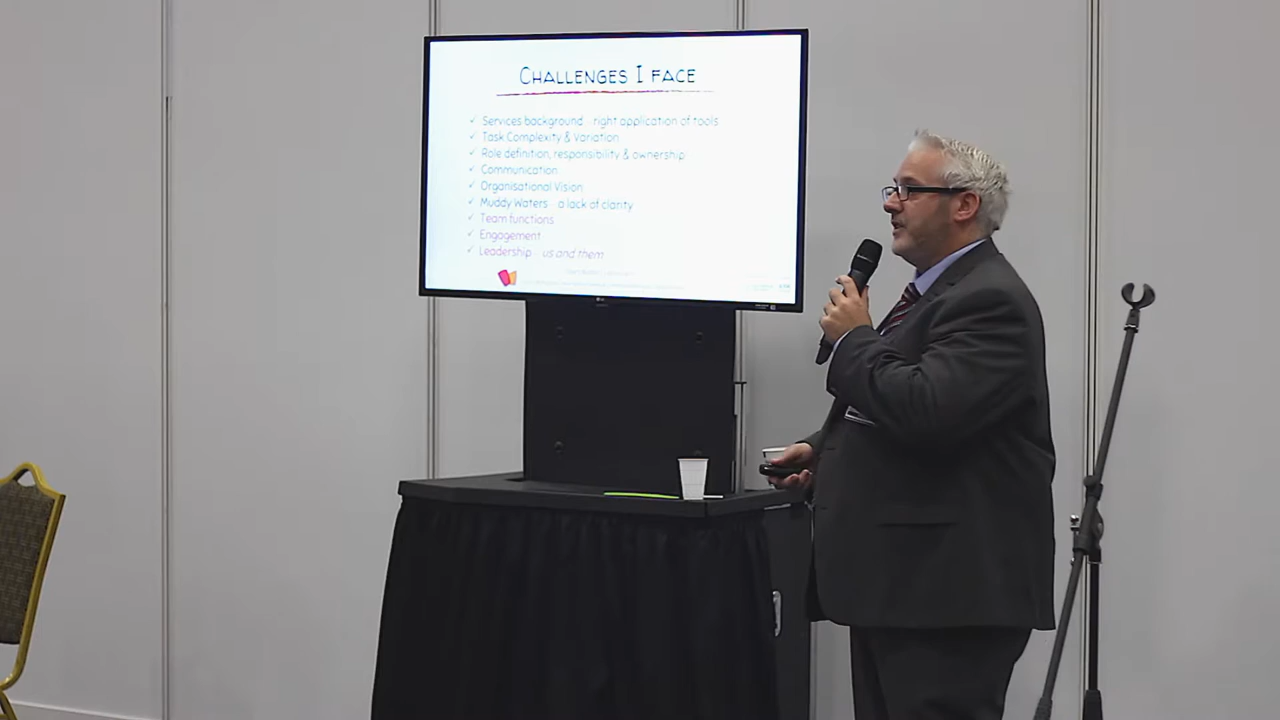 CHALLENGES I FACE
✓ Services background - right application of tools
✓ Task Complexity & Variation
✓ Role definition, responsibility & ownership
✓ Communication
✓ Organisational Vision
✓ Muddy Waters - a lack of clarity
✓ Team functions
✓ Engagement
✓ Leadership - us and them
LG